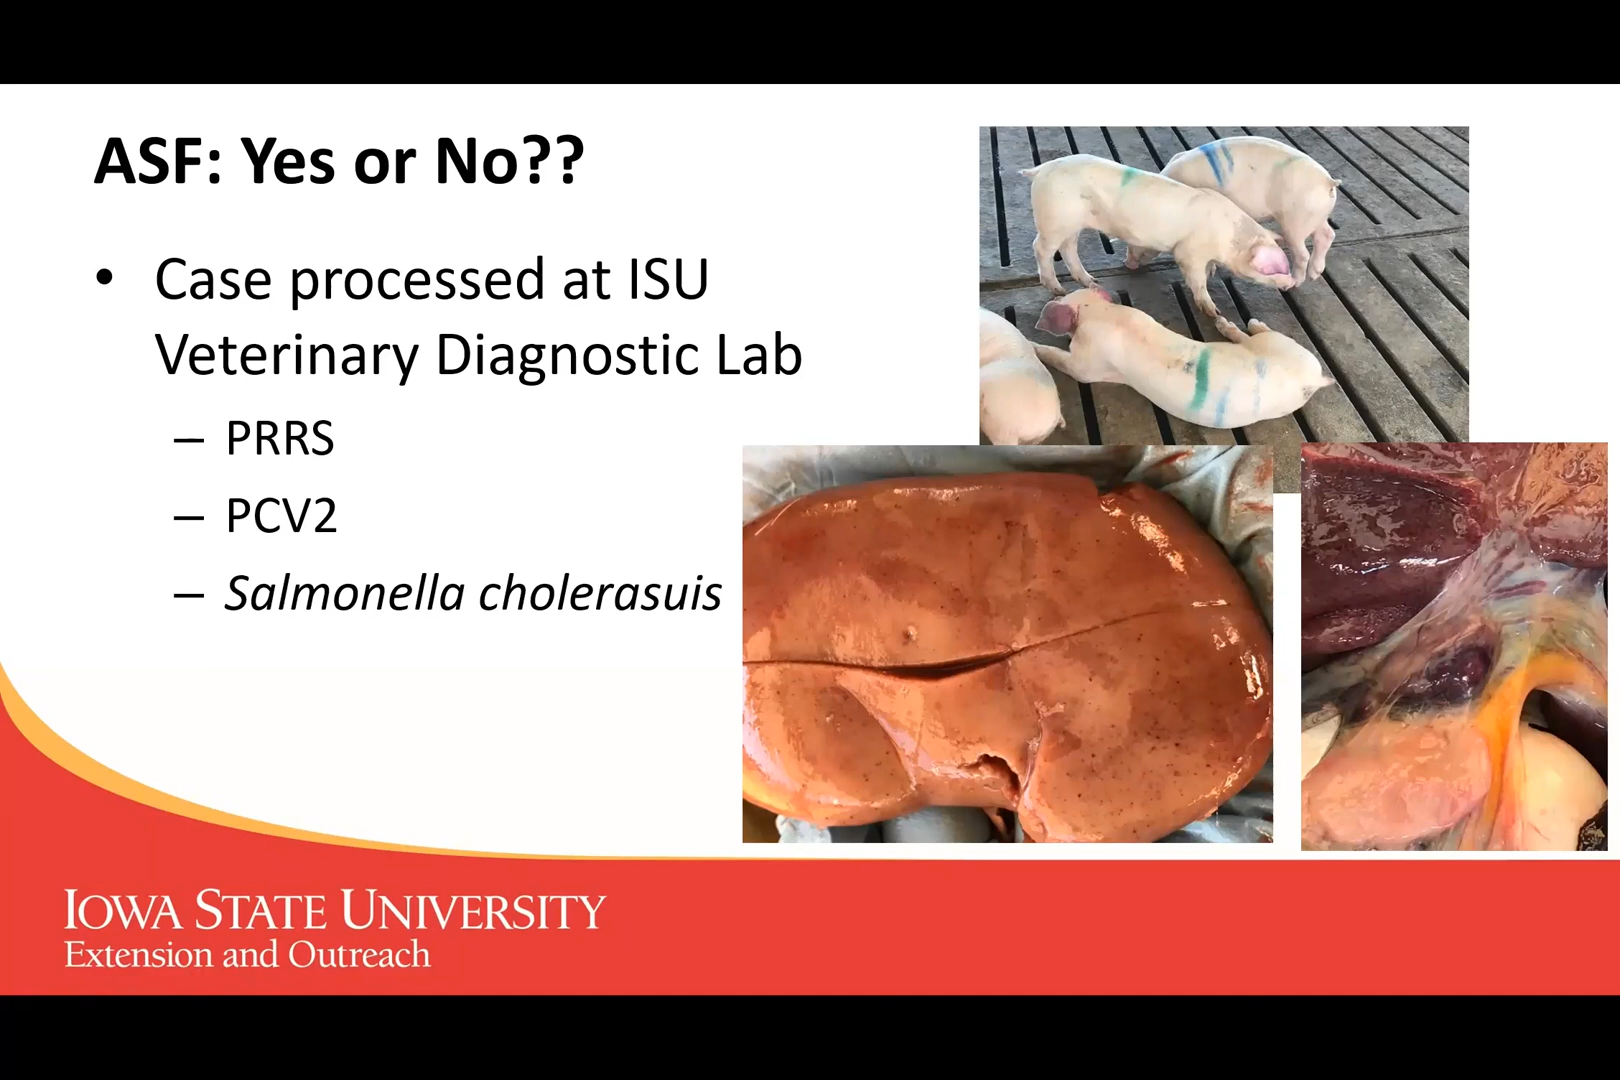 ASF: Yes or No??
• Case processed at ISU
Veterinary Diagnostic Lab
– PRRS
– PCV2
– Salmonella cholerasuis
IOWA STATE UNIVERSITY
Extension and Outreach